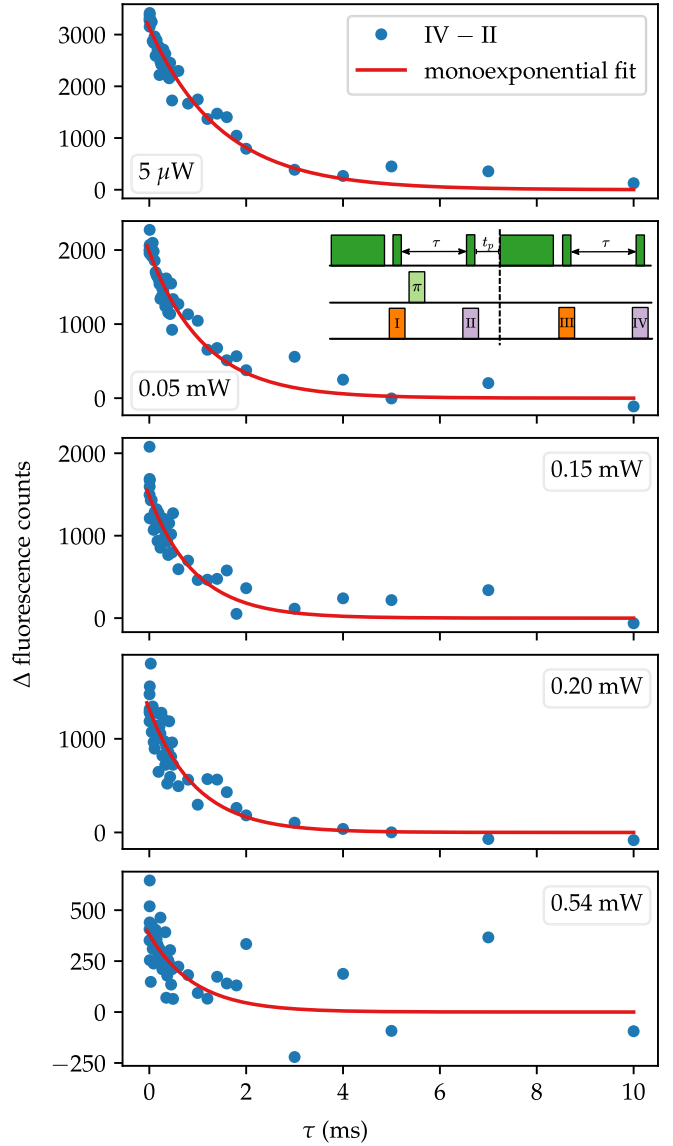 3000
2000
1000
0
IV − II
monoexponential fit
5 μW
2000
1000
0
τ
t_p
τ
π
I
II
III
IV
0.05 mW
2000
1000
0
0.15 mW
1000
0
0.20 mW
500
250
0
−250
0.54 mW
0 2 4 6 8 10
τ (ms)
Δ fluorescence counts